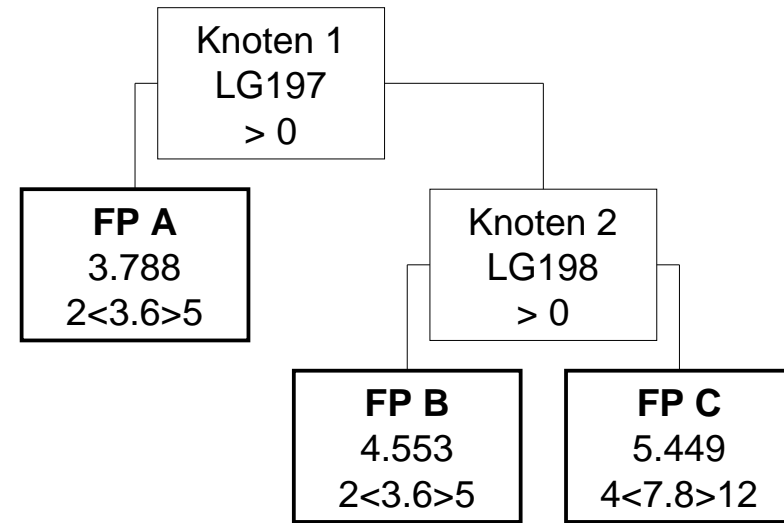 Knoten 1
LG197
> 0
FP A
3.788
2<3.6>5
Knoten 2
LG198
> 0
FP B
4.553
2<3.6>5
FP C
5.449
4<7.8>12